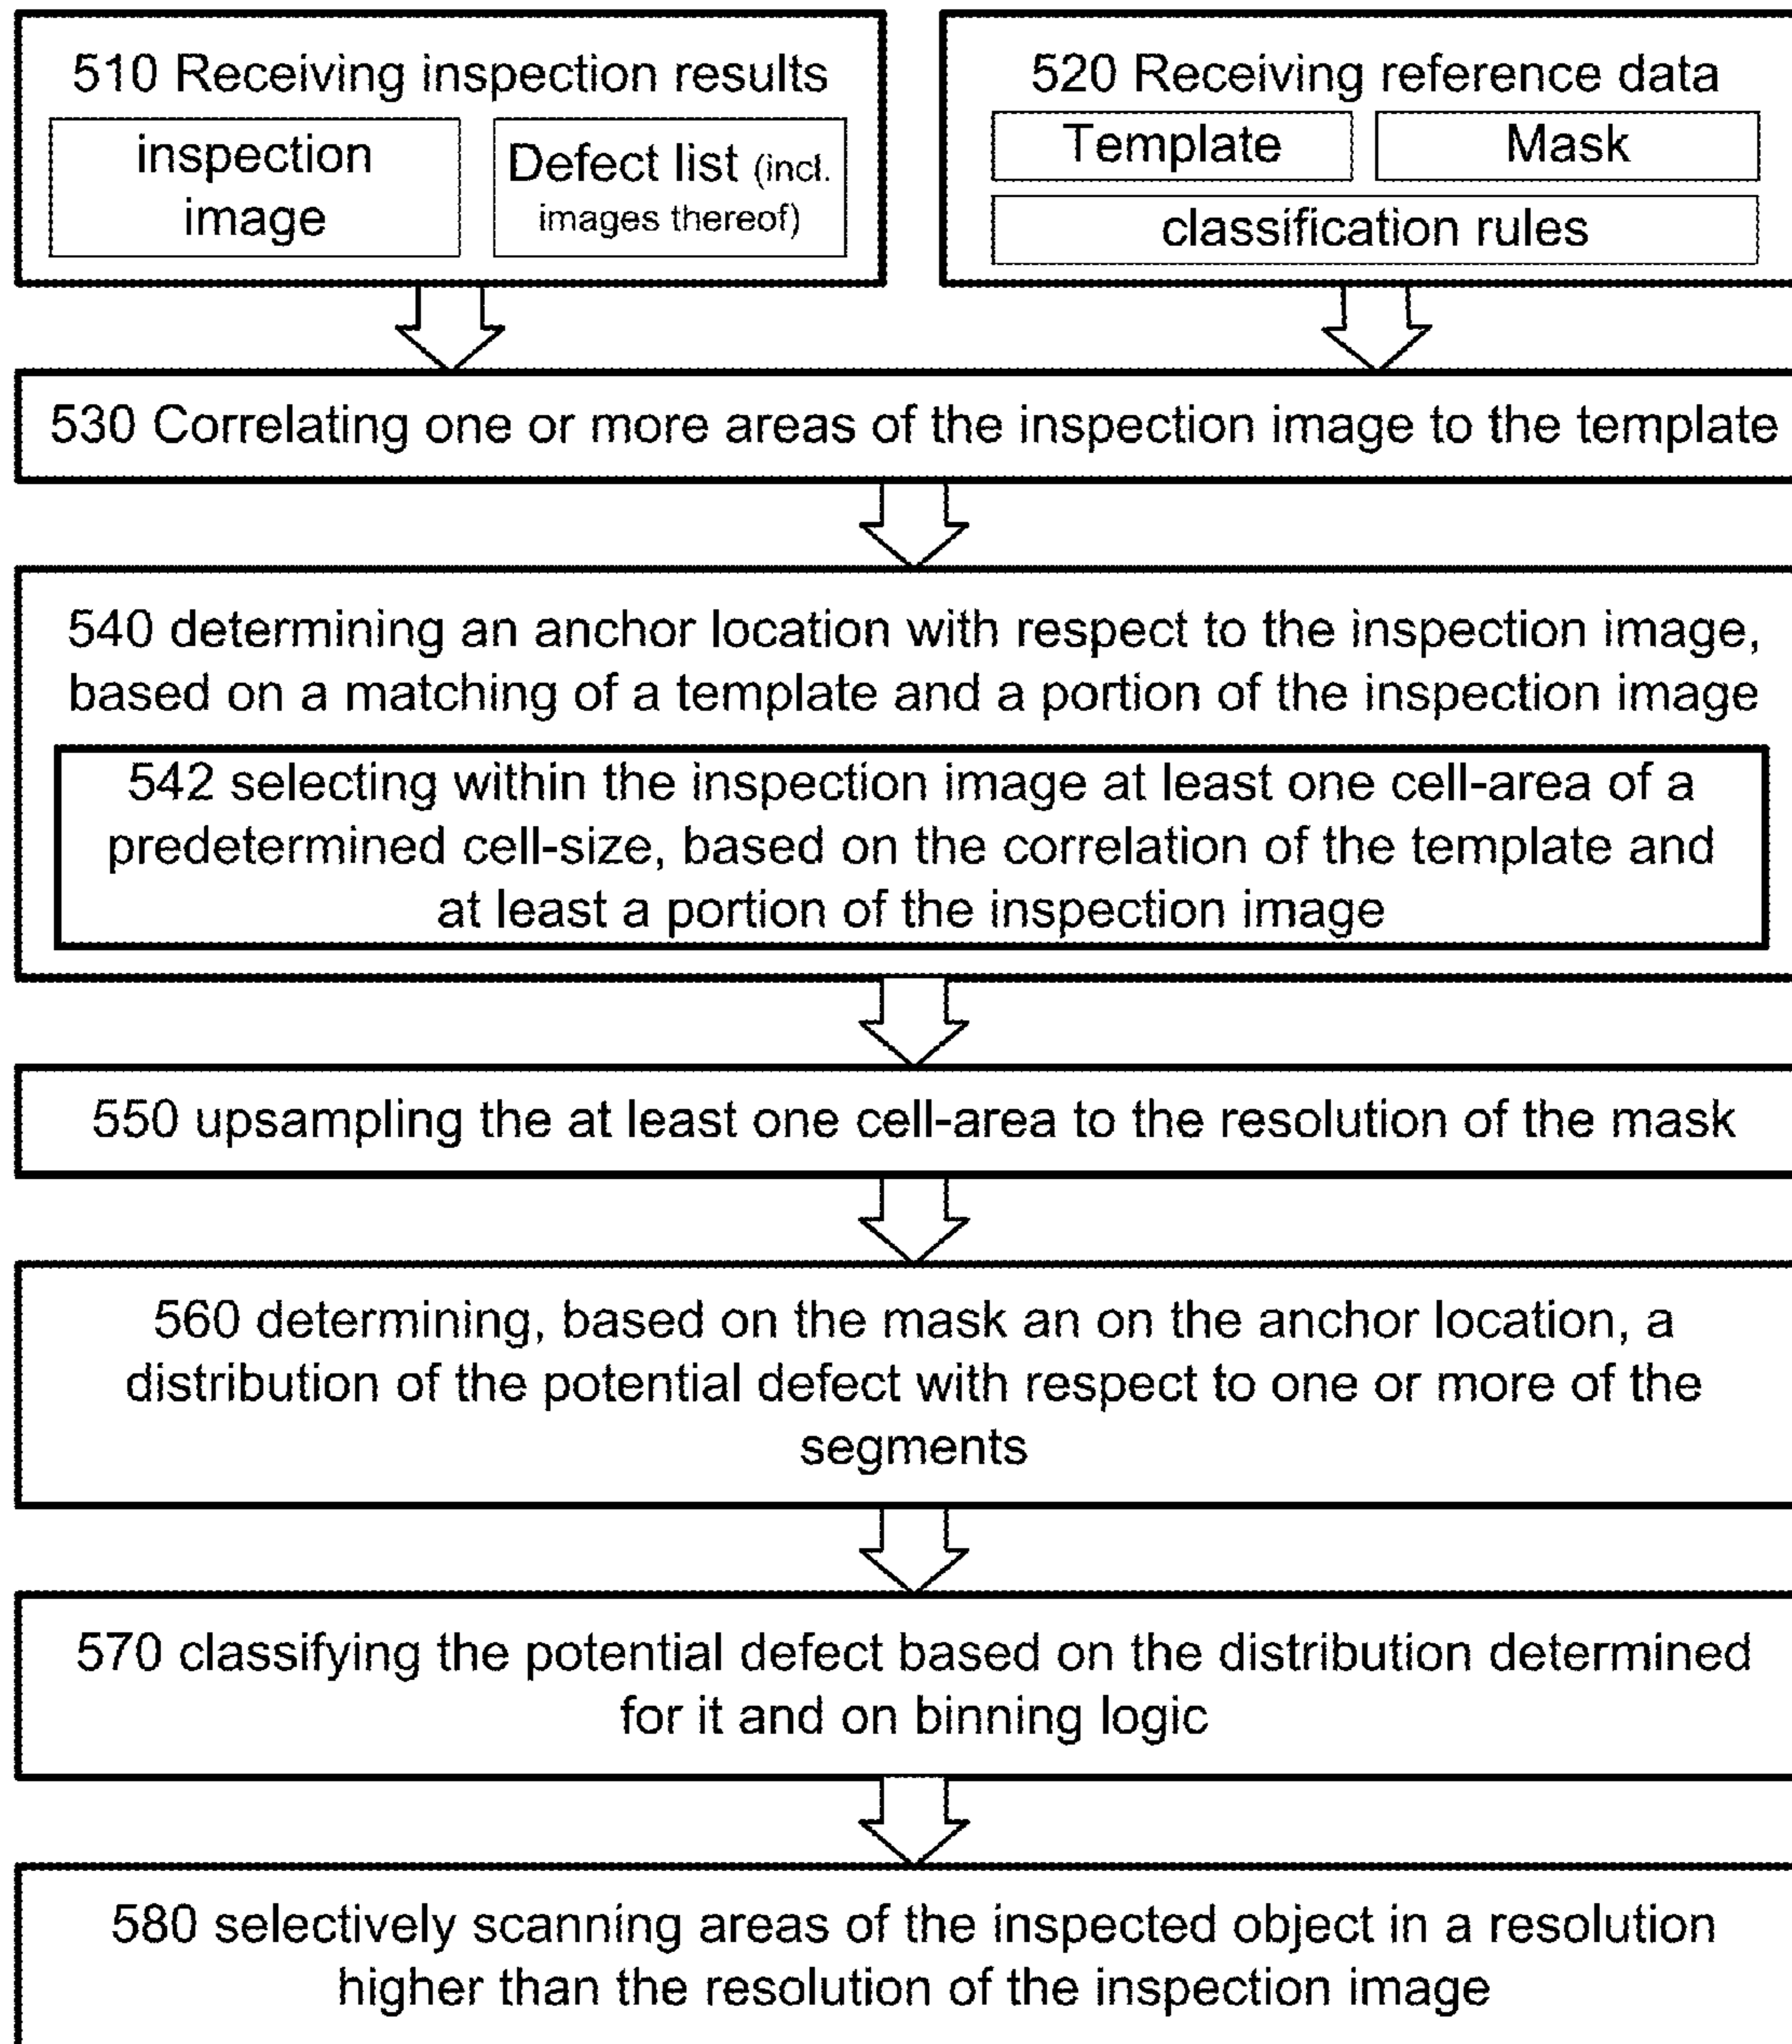 510 Receiving inspection results
inspection
image
Defect list (incl.
images thereof)
520 Receiving reference data
Template
Mask
classification rules
530 Correlating one or more areas of the inspection image to the template
540 determining an anchor location with respect to the inspection image,
based on a matching of a template and a portion of the inspection image
542 selecting within the inspection image at least one cell-area of a
predetermined cell-size, based on the correlation of the template and
at least a portion of the inspection image
550 upsampling the at least one cell-area to the resolution of the mask
560 determining, based on the mask an on the anchor location, a
distribution of the potential defect with respect to one or more of the
segments
570 classifying the potential defect based on the distribution determined
for it and on binning logic
580 selectively scanning areas of the inspected object in a resolution
higher than the resolution of the inspection image